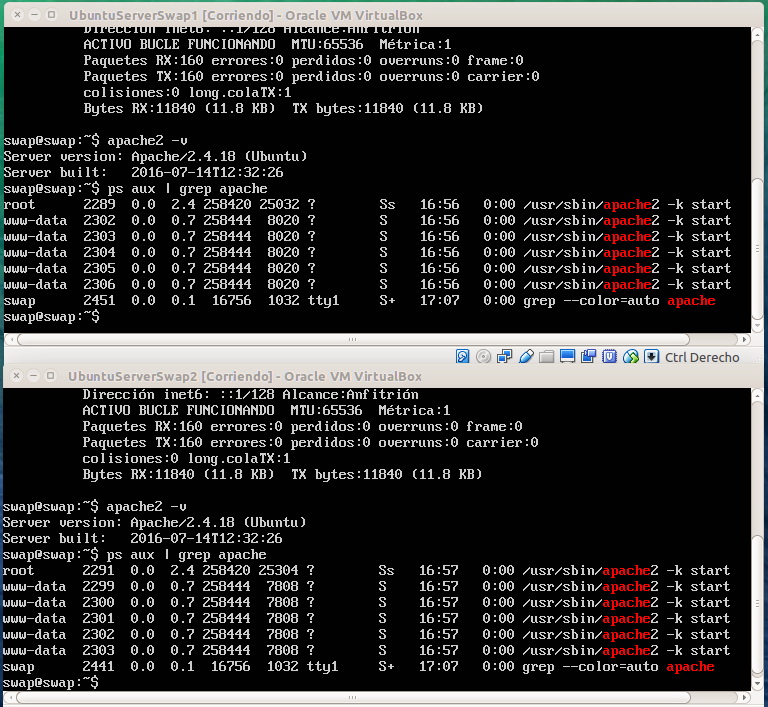 UbuntuServerSwap1 [Corriendo] - Oracle VM VirtualBox
Dirección inet6: ::1/128 Alcance:Anfitrión
ACTIVO BUCLE FUNCIONANDO  MTU:65536  Métrica:1
Paquetes RX:160 errores:0 perdidos:0 overruns:0 frame:0
Paquetes TX:160 errores:0 perdidos:0 overruns:0 carrier:0
colisiones:0 long.colaTX:1
Bytes RX:11840 (11.8 KB)  TX bytes:11840 (11.8 KB)
swap@swap:~$ apache2 -v
Server version: Apache/2.4.18 (Ubuntu)
Server built:   2016-07-14T12:32:26
swap@swap:~$ ps aux | grep apache
root      2289  0.0  2.4 258420 25032 ?        Ss   16:56   0:00 /usr/sbin/apache2 -k start
www-data  2302  0.0  0.7 258444  8020 ?        S    16:56   0:00 /usr/sbin/apache2 -k start
www-data  2303  0.0  0.7 258444  8020 ?        S    16:56   0:00 /usr/sbin/apache2 -k start
www-data  2304  0.0  0.7 258444  8020 ?        S    16:56   0:00 /usr/sbin/apache2 -k start
www-data  2305  0.0  0.7 258444  8020 ?        S    16:56   0:00 /usr/sbin/apache2 -k start
www-data  2306  0.0  0.7 258444  8020 ?        S    16:56   0:00 /usr/sbin/apache2 -k start
swap      2451  0.0  0.1  16756  1032 tty1     S+   17:07   0:00 grep --color=auto apache
swap@swap:~$
Ctrl Derecho
UbuntuServerSwap2 [Corriendo] - Oracle VM VirtualBox
Dirección inet6: ::1/128 Alcance:Anfitrión
ACTIVO BUCLE FUNCIONANDO  MTU:65536  Métrica:1
Paquetes RX:160 errores:0 perdidos:0 overruns:0 frame:0
Paquetes TX:160 errores:0 perdidos:0 overruns:0 carrier:0
colisiones:0 long.colaTX:1
Bytes RX:11840 (11.8 KB)  TX bytes:11840 (11.8 KB)
swap@swap:~$ apache2 -v
Server version: Apache/2.4.18 (Ubuntu)
Server built:   2016-07-14T12:32:26
swap@swap:~$ ps aux | grep apache
root      2291  0.0  2.4 258420 25304 ?        Ss   16:57   0:00 /usr/sbin/apache2 -k start
www-data  2299  0.0  0.7 258444  7808 ?        S    16:57   0:00 /usr/sbin/apache2 -k start
www-data  2300  0.0  0.7 258444  7808 ?        S    16:57   0:00 /usr/sbin/apache2 -k start
www-data  2301  0.0  0.7 258444  7808 ?        S    16:57   0:00 /usr/sbin/apache2 -k start
www-data  2302  0.0  0.7 258444  7808 ?        S    16:57   0:00 /usr/sbin/apache2 -k start
www-data  2303  0.0  0.7 258444  7808 ?        S    16:57   0:00 /usr/sbin/apache2 -k start
swap      2441  0.0  0.1  16756  1032 tty1     S+   17:07   0:00 grep --color=auto apache
swap@swap:~$